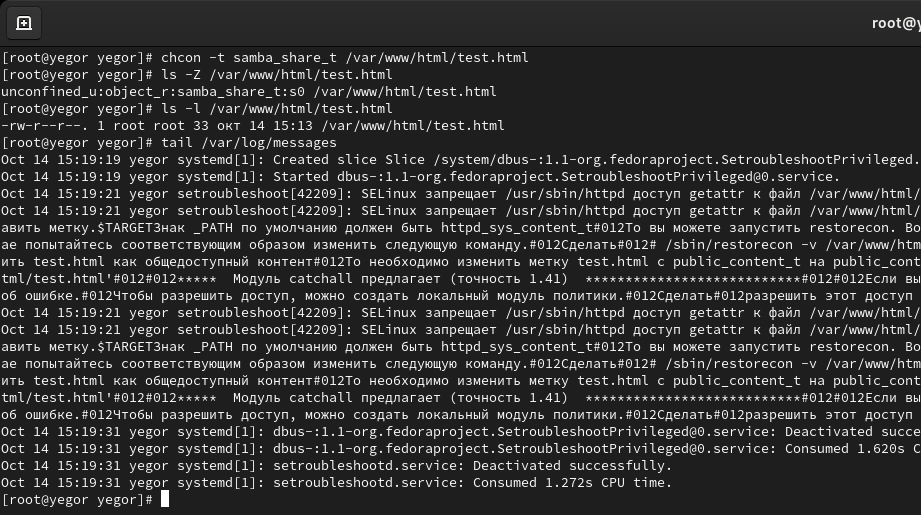 root@y
[root@yegor yegor]# chcon -t samba_share_t /var/www/html/test.html
[root@yegor yegor]# ls -Z /var/www/html/test.html
unconfined_u:object_r:samba_share_t:s0 /var/www/html/test.html
[root@yegor yegor]# ls -l /var/www/html/test.html
-rw-r--r--. 1 root root 33 окт 14 15:13 /var/www/html/test.html
[root@yegor yegor]# tail /var/log/messages
Oct 14 15:19:19 yegor systemd[1]: Created slice Slice /system/dbus-:1.1-org.fedoraproject.SetroubleshootPrivileged.
Oct 14 15:19:19 yegor systemd[1]: Started dbus-:1.1-org.fedoraproject.SetroubleshootPrivileged@0.service.
Oct 14 15:19:21 yegor setroubleshoot[42209]: SELinux запрещает /usr/sbin/httpd доступ getattr к файл /var/www/html/
Oct 14 15:19:21 yegor setroubleshoot[42209]: SELinux запрещает /usr/sbin/httpd доступ getattr к файл /var/www/html/
авить метку.$TARGETЗнак _PATH по умолчанию должен быть httpd_sys_content_t#012То вы можете запустить restorecon. Во
ае попытайтесь соответствующим образом изменить следующую команду.#012Сделать#012# /sbin/restorecon -v /var/www/htm
ить test.html как общедоступный контент#012То необходимо изменить метку test.html с public_content_t на public_cont
tml/test.html'#012#012*****  Модуль catchall предлагает (точность 1.41)  **************************#012#012Если вы
об ошибке.#012Чтобы разрешить доступ, можно создать локальный модуль политики.#012Сделать#012разрешить этот доступ
Oct 14 15:19:21 yegor setroubleshoot[42209]: SELinux запрещает /usr/sbin/httpd доступ getattr к файл /var/www/html/
Oct 14 15:19:21 yegor setroubleshoot[42209]: SELinux запрещает /usr/sbin/httpd доступ getattr к файл /var/www/html/
авить метку.$TARGETЗнак _PATH по умолчанию должен быть httpd_sys_content_t#012То вы можете запустить restorecon. Во
ае попытайтесь соответствующим образом изменить следующую команду.#012Сделать#012# /sbin/restorecon -v /var/www/htm
ить test.html как общедоступный контент#012То необходимо изменить метку test.html с public_content_t на public_cont
tml/test.html'#012#012*****  Модуль catchall предлагает (точность 1.41)  **************************#012#012Если вы
об ошибке.#012Чтобы разрешить доступ, можно создать локальный модуль политики.#012Сделать#012разрешить этот доступ
Oct 14 15:19:31 yegor systemd[1]: dbus-:1.1-org.fedoraproject.SetroubleshootPrivileged@0.service: Deactivated succe
Oct 14 15:19:31 yegor systemd[1]: dbus-:1.1-org.fedoraproject.SetroubleshootPrivileged@0.service: Consumed 1.620s C
Oct 14 15:19:31 yegor systemd[1]: setroubleshootd.service: Deactivated successfully.
Oct 14 15:19:31 yegor systemd[1]: setroubleshootd.service: Consumed 1.272s CPU time.
[root@yegor yegor]#